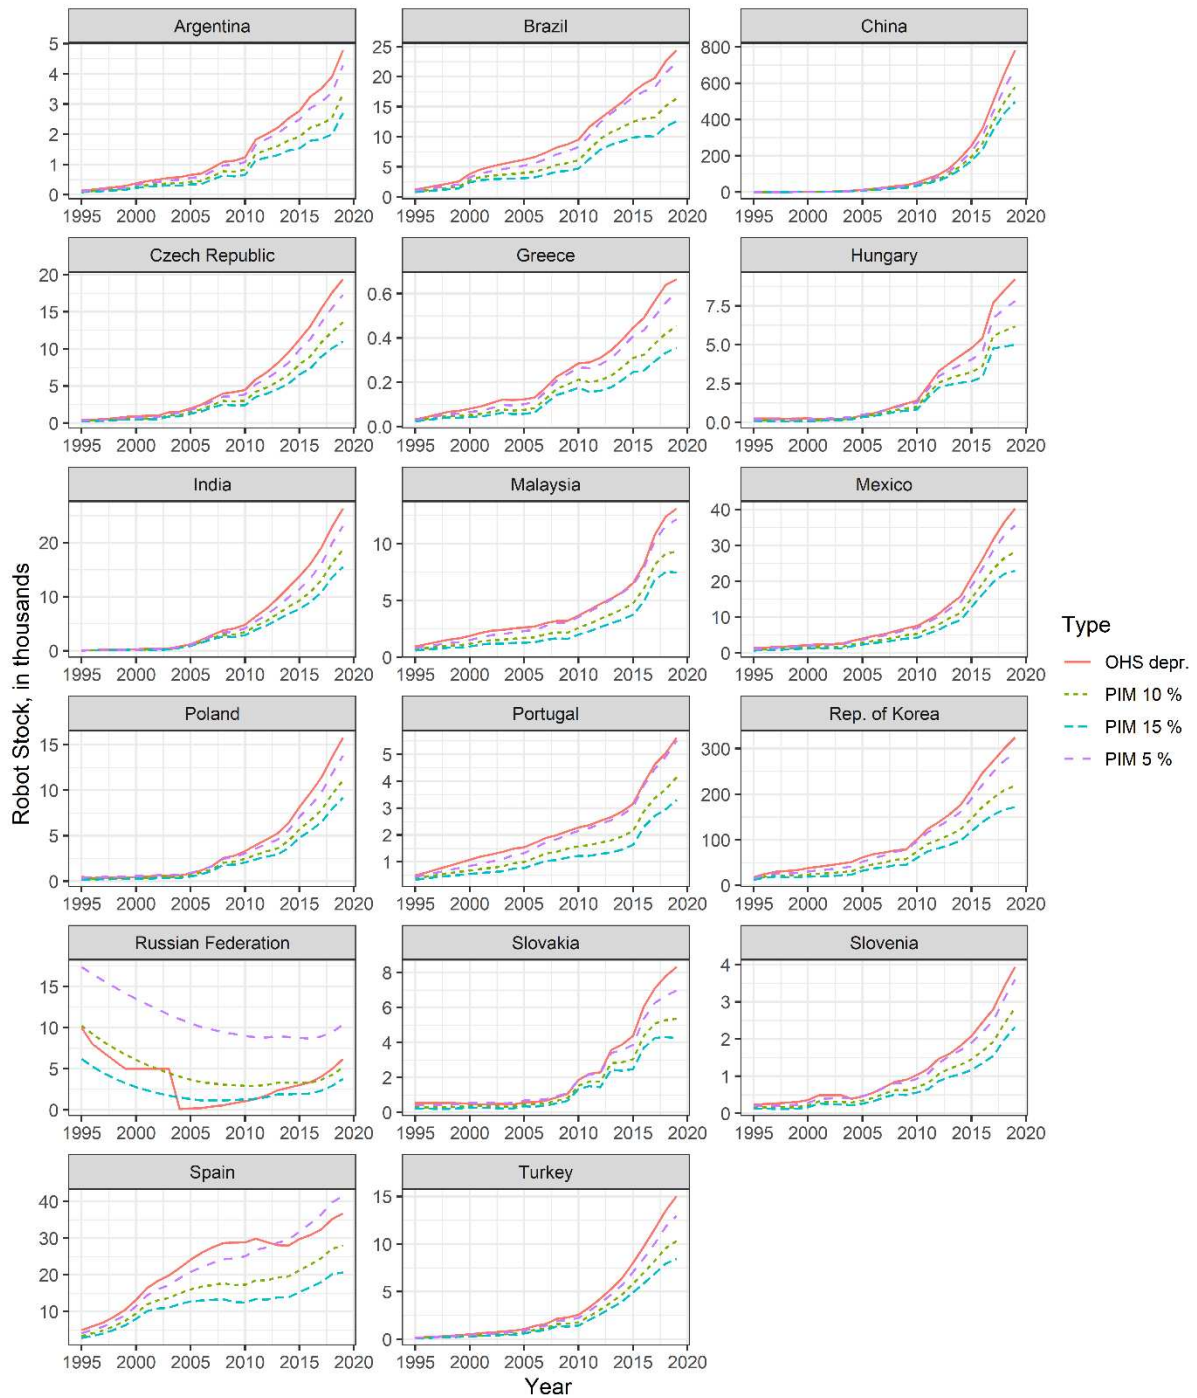 Argentina
Brazil
China
5
4
3
2
1
0
25
20
15
10
5
0
800
600
400
200
0
1995 2000 2005 2010 2015 2020
1995 2000 2005 2010 2015 2020
1995 2000 2005 2010 2015 2020
Czech Republic
Greece
Hungary
20
15
10
5
0
0.6
0.4
0.2
0.0
7.5
5.0
2.5
0.0
1995 2000 2005 2010 2015 2020
1995 2000 2005 2010 2015 2020
1995 2000 2005 2010 2015 2020
India
Malaysia
Mexico
20
10
0
10
5
0
40
30
20
10
0
1995 2000 2005 2010 2015 2020
1995 2000 2005 2010 2015 2020
1995 2000 2005 2010 2015 2020
Robot Stock, in thousands
Type
OHS depr.
PIM 10 %
PIM 15 %
PIM 5 %
Poland
Portugal
Rep. of Korea
15
10
5
0
5
4
3
2
1
300
200
100
0
1995 2000 2005 2010 2015 2020
1995 2000 2005 2010 2015 2020
1995 2000 2005 2010 2015 2020
Russian Federation
Slovakia
Slovenia
15
10
5
0
8
6
4
2
0
4
3
2
1
0
1995 2000 2005 2010 2015 2020
1995 2000 2005 2010 2015 2020
1995 2000 2005 2010 2015 2020
Spain
Turkey
40
30
20
10
15
10
5
0
1995 2000 2005 2010 2015 2020
1995 2000 2005 2010 2015 2020
Year